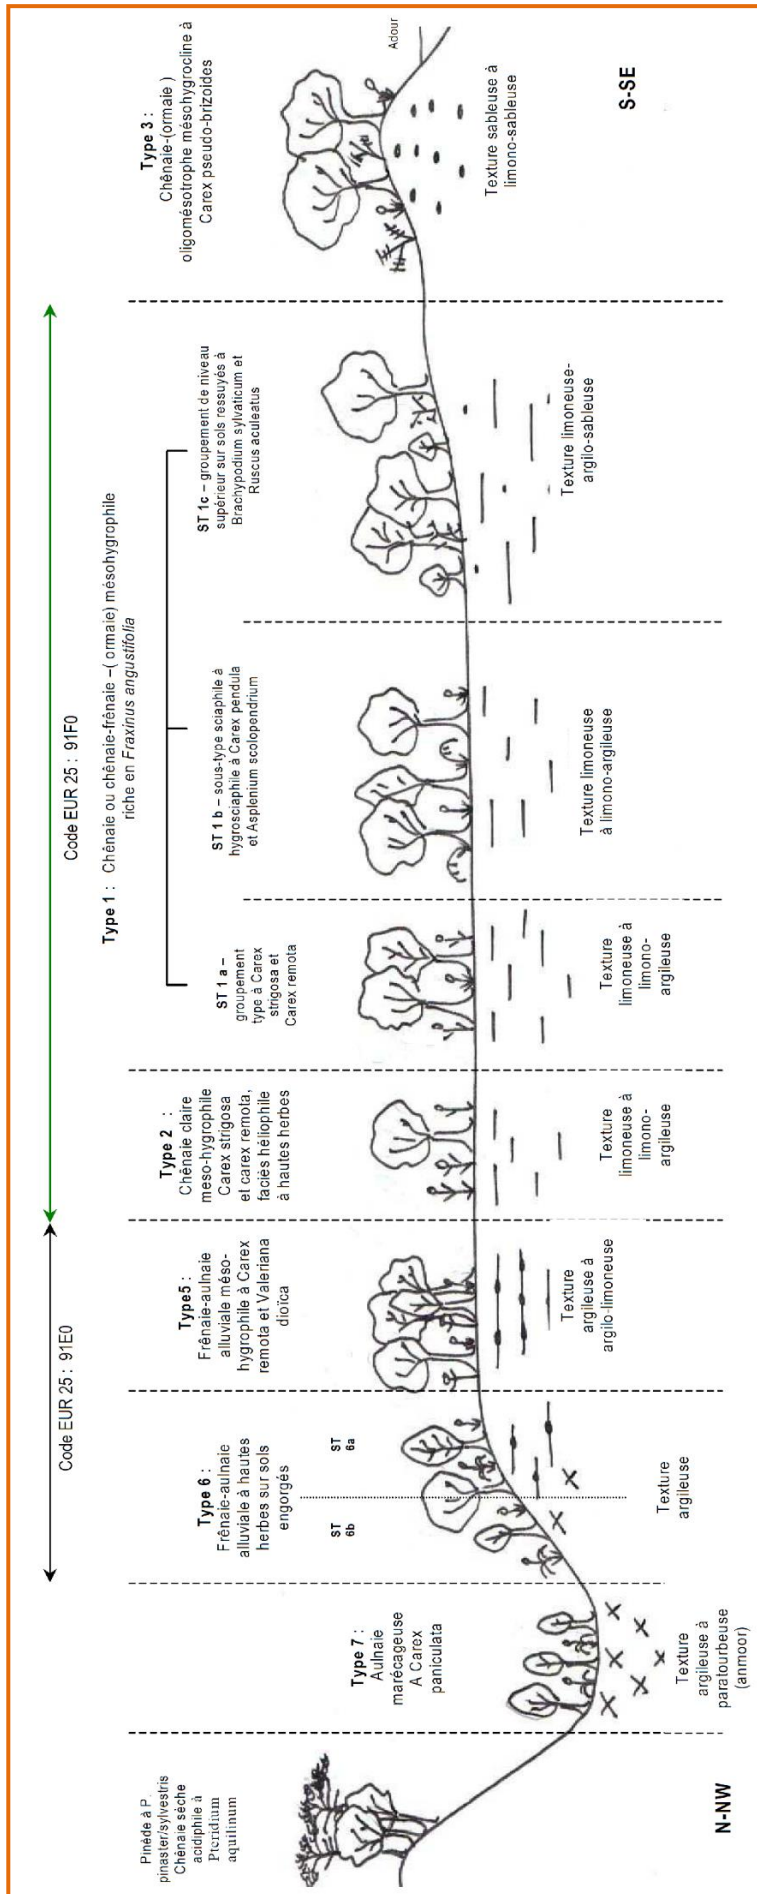 Code EUR 25 : 91E0
Code EUR 25 : 91F0
Type 1 : Chênaie ou chênaie-frênaie –( ormaie) mésohygrophile
riche en Fraxinus angustifolia
Pinède à P.
pinaster/sylvestris
Chênaie sèche
acidiphile à
Pteridium
aquilinum
Type 7 :
Aulnaie
marécageuse
A Carex
paniculata
Type 6 :
Frênaie-aulnaie
alluviale à hautes
herbes sur sols
engorgés
ST
6b
ST
6a
Type5 :
Frênaie-aulnaie
alluviale méso-
hygrophile à Carex
remota et Valeriana
dioïca
Type 2 :
Chênaie claire
meso-hygrophile
Carex strigosa
et carex remota,
faciès héliophile
à hautes herbes
ST 1 a –
groupement
type à Carex
strigosa et
Carex remota
ST 1 b – sous-type sciaphile à
hygrosciaphile à Carex pendula
et Asplenium scolopendrium
ST 1c – groupement de niveau
supérieur sur sols ressuyés à
Brachypodium sylvaticum et
Ruscus aculeatus
Type 3 :
Chênaie-(ormaie )
oligomésotrophe mésohygrocline à
Carex pseudo-brizoides
Adour
Texture
argileuse à
paratourbeuse
(anmoor)
Texture
argileuse
Texture
argileuse à
argilo-limoneuse
Texture
limoneuse à
limono-
argileuse
Texture
limoneuse à
limono-
argileuse
Texture limoneuse
à limono-argileuse
Texture limoneuse-
argilo-sableuse
Texture sableuse à
limono-sableuse
N-NW
S-SE